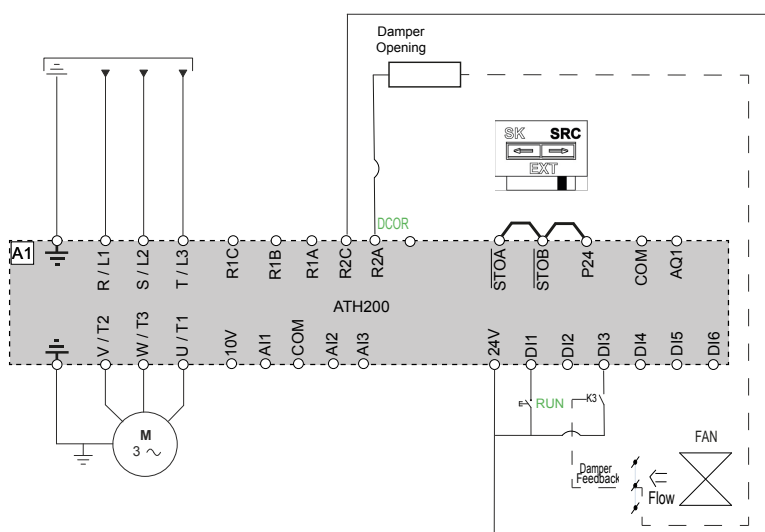 Damper
Opening
SK SRC
EXT
DCOR
A1
R / L1
S / L2
T / L3
R1C
R1B
R1A
R2C
R2A
STOA
STOB
P24
COM
AQ1
ATH200
V / T2
W / T3
U / T1
10V
AI1
COM
AI2
AI3
24V
DI1
DI2
DI3
DI4
DI5
DI6
RUN
K3
M
3 ~
Damper
Feedback
Flow
FAN